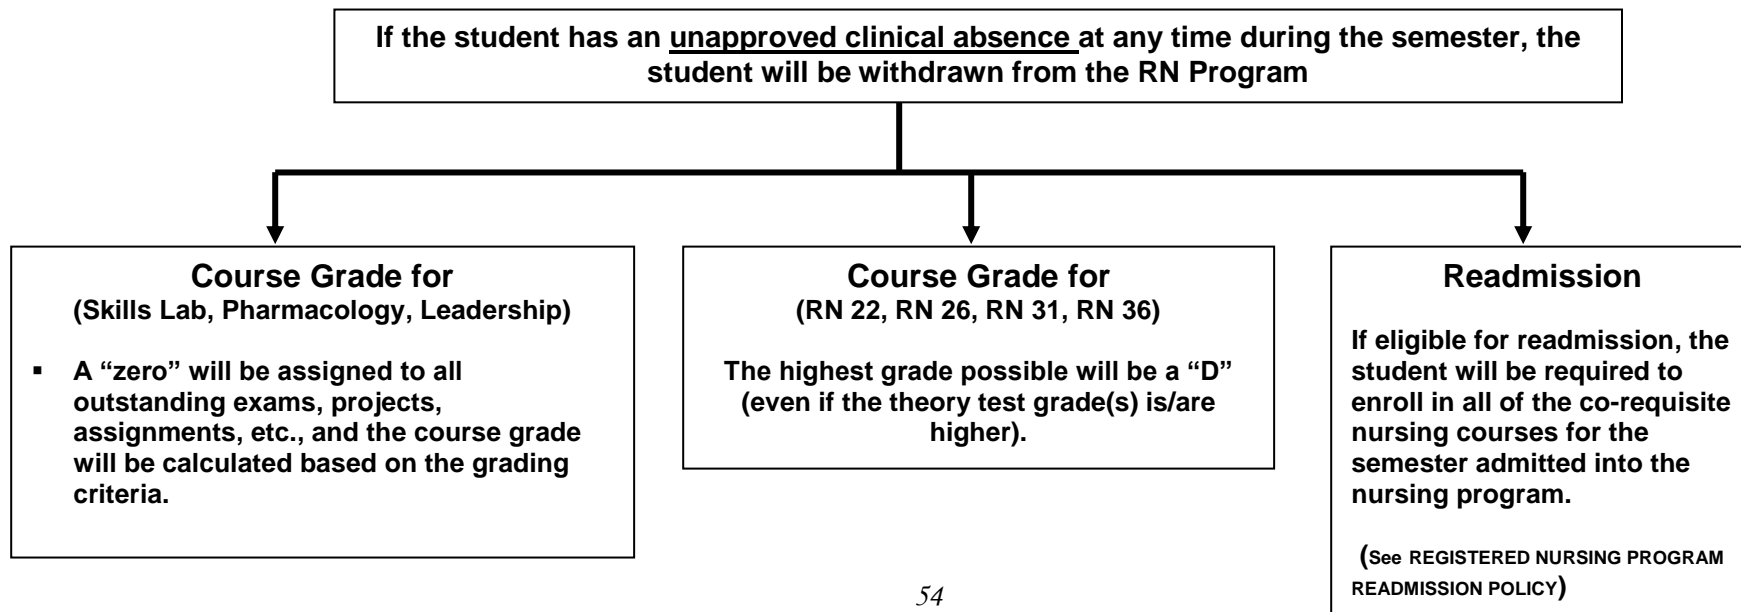 If the student has an unapproved clinical absence at any time during the semester, the
student will be withdrawn from the RN Program
Course Grade for
(Skills Lab, Pharmacology, Leadership)
▪ A “zero” will be assigned to all
outstanding exams, projects,
assignments, etc., and the course grade
will be calculated based on the grading
criteria.
Course Grade for
(RN 22, RN 26, RN 31, RN 36)
The highest grade possible will be a “D”
(even if the theory test grade(s) is/are
higher).
Readmission
If eligible for readmission, the
student will be required to
enroll in all of the co-requisite
nursing courses for the
semester admitted into the
nursing program.
(See REGISTERED NURSING PROGRAM
READMISSION POLICY)
54